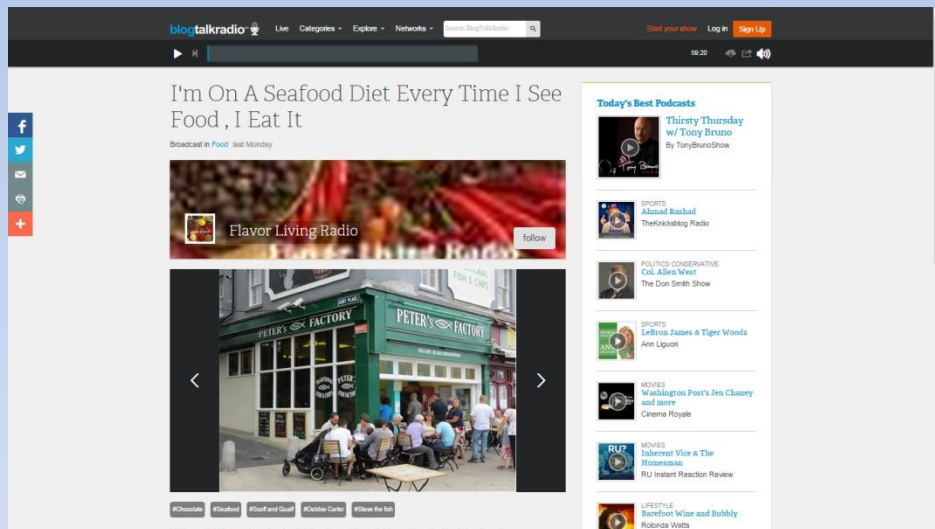 blogtalkradio
Live Categories Explore Networks Search BlogTalkRadio
Start your show Log in Sign Up
59:20
I'm On A Seafood Diet Every Time I See
Food , I Eat It
Broadcast in Food last Monday
Flavor Living Radio
follow
FISH & CHIPS
PETER's FACTORY
PETER's FACTORY
#Chocolate #Seafood #Scoff and Quaff #Debbie Carter #Steve the fish
Today's Best Podcasts
Thirsty Thursday
w/ Tony Bruno
By TonyBrunoShow
Tony Bruno
SPORTS
Ahmad Rashad
TheKnicksblog Radio
POLITICS CONSERVATIVE
Col. Allen West
The Don Smith Show
SPORTS
LeBron James & Tiger Woods
Ann Liguori
MOVIES
Washington Post's Jen Chaney
and more
Cinema Royale
RU?
MOVIES
Inherent Vice & The
Homesman
RU Instant Reaction Review
LIFESTYLE
Barefoot Wine and Bubbly
Rolonda Watts